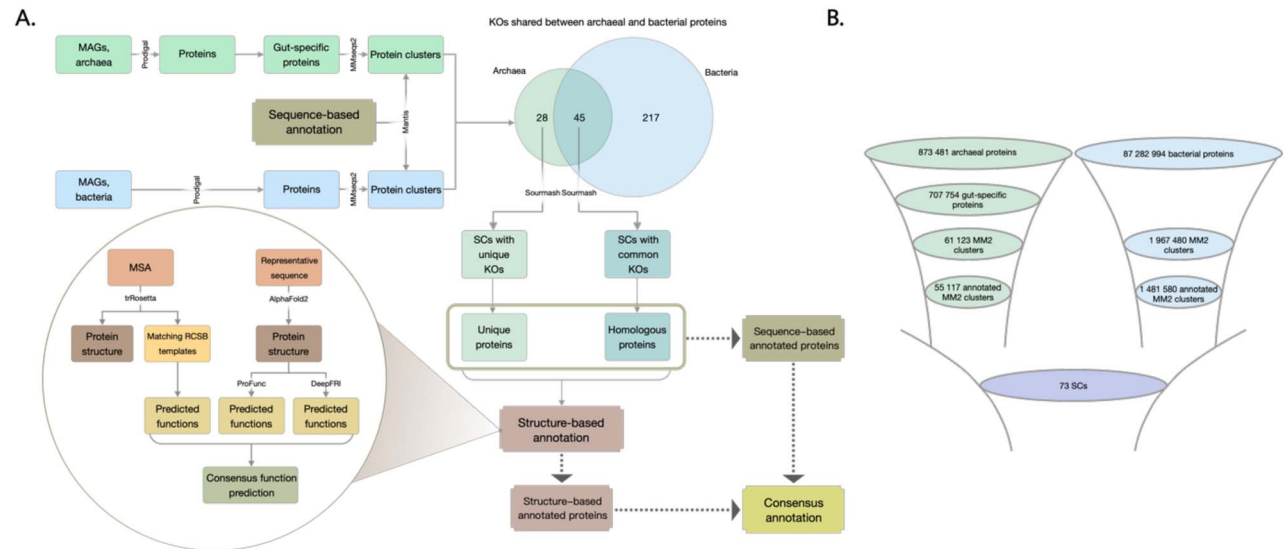 A.
KOs shared between archaeal and bacterial proteins
MAGs,
archaea
Prodigal
Proteins
Gut-specific
proteins
MMseqs2
Protein clusters
Archaea
Bacteria
Sequence-based
annotation
Mantis
28
45
217
MAGs,
bacteria
Prodigal
Proteins
MMseqs2
Protein clusters
Sourmash
Sourmash
SCs with
unique
KOs
SCs with
common
KOs
MSA
Representative
sequence
trRosetta
AlphaFold2
Protein
structure
Matching RCSB
templates
Protein
structure
Unique
proteins
Homologous
proteins
Sequence–based
annotated proteins
ProFunc
DeepFRI
Predicted
functions
Predicted
functions
Predicted
functions
Structure-based
annotation
Consensus function
prediction
Structure–based
annotated proteins
Consensus
annotation
B.
873 481 archaeal proteins
87 282 994 bacterial proteins
707 754 gut-specific
proteins
61 123 MM2
clusters
1 967 480 MM2
clusters
55 117 annotated
MM2 clusters
1 481 580 annotated
MM2 clusters
73 SCs